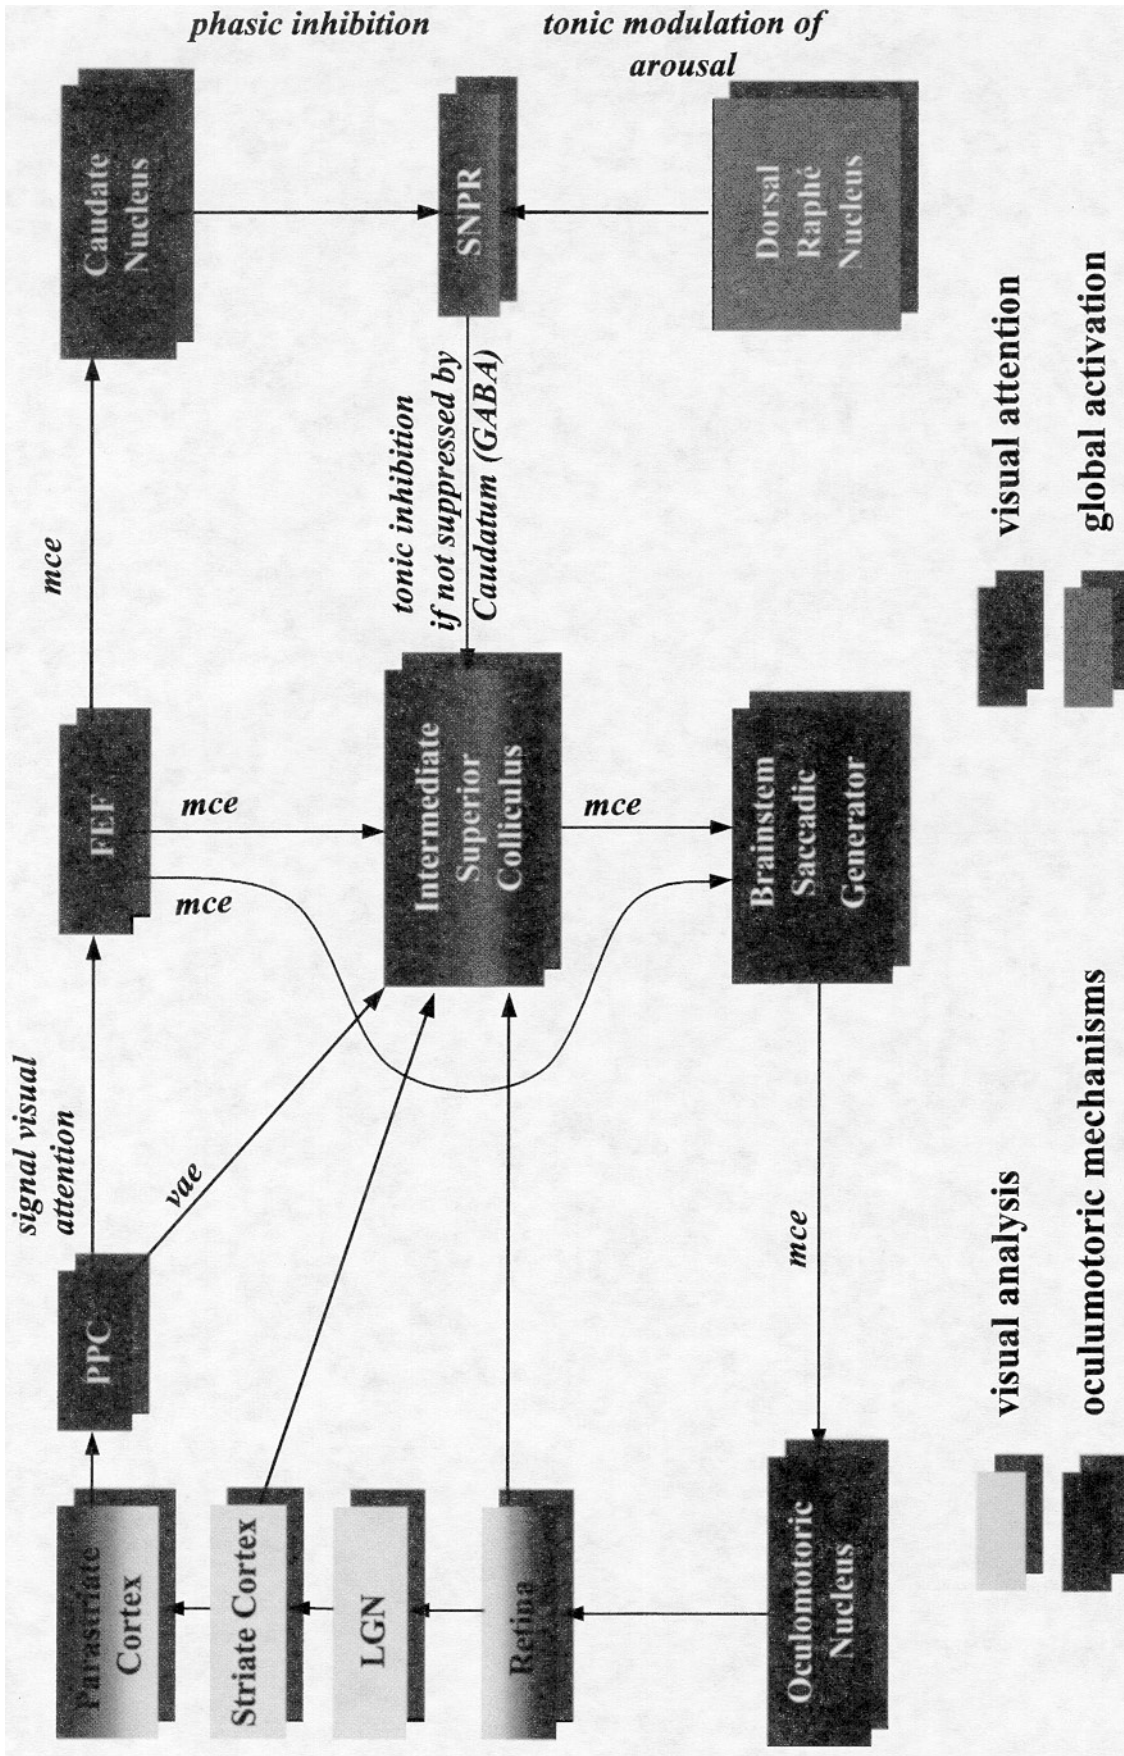 Parastriate
Cortex
Striate Cortex
LGN
Retina
Oculomotoric
Nucleus
PPC
signal visual
attention
vae
FEF
mce
mce
mce
Intermediate
Superior
Colliculus
mce
Brainstem
Saccadic
Generator
mce
tonic inhibition
if not suppressed by
Caudatum (GABA)
Caudate
Nucleus
phasic inhibition
SNPR
tonic modulation of
arousal
Dorsal
Raphé
Nucleus
visual analysis
visual attention
oculumotoric mechanisms
global activation